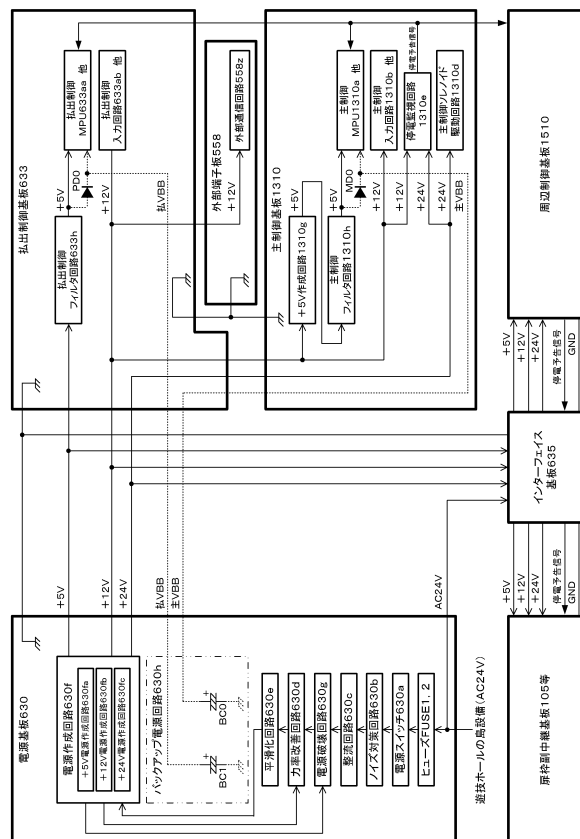 電源基板630
電源作成回路630f
+5V電源作成回路630fa
+12V電源作成回路630fb
+24V電源作成回路630fc
バックアップ電源回路630h
BC1
+
BC0
+
平滑化回路630e
力率改善回路630d
電源破壊回路630g
整流回路630c
ノイズ対策回路630b
電源スイッチ630a
ヒューズFUSE1，2
遊技ホールの島設備(AC24V)
+5V
+12V
+24V
払VBB
主VBB
AC24V
払出制御基板633
払出制御
フィルタ回路633h
+5V
PD0
+12V
払VBB
払出制御
MPU633aa 他
払出制御
入力回路633ab 他
外部端子板558
外部通信回路558z
+12V
主制御基板1310
+5V作成回路1310g
+5V
主制御
フィルタ回路1310h
+5V
MD0
+12V
+12V
+24V
+24V
主VBB
主制御
MPU1310a 他
主制御
入力回路1310b 他
停電監視回路
1310e
停電予告信号
主制御ソレノイド
駆動回路1310d
扉枠副中継基板105等
+5V
+12V
+24V
停電予告信号
GND
インターフェイス
基板635
+5V
+12V
+24V
停電予告信号
GND
周辺制御基板1510